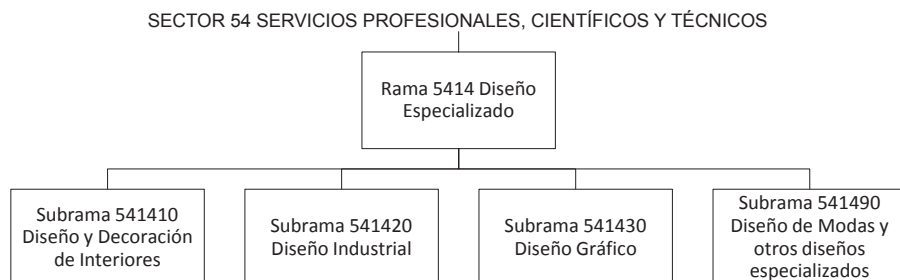 SECTOR 54 SERVICIOS PROFESIONALES, CIENTÍFICOS Y TÉCNICOS
Rama 5414 Diseño
Especializado
Subrama 541410
Diseño y Decoración
de Interiores
Subrama 541420
Diseño Industrial
Subrama 541430
Diseño Gráfico
Subrama 541490
Diseño de Modas y
otros diseños
especializados